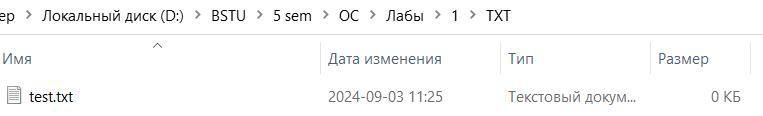 ер > Локальный диск (D:) > BSTU > 5 sem > ОС > Лабы > 1 > TXT
Имя Дата изменения Тип Размер
test.txt 2024-09-03 11:25 Текстовый докум... 0 КБ